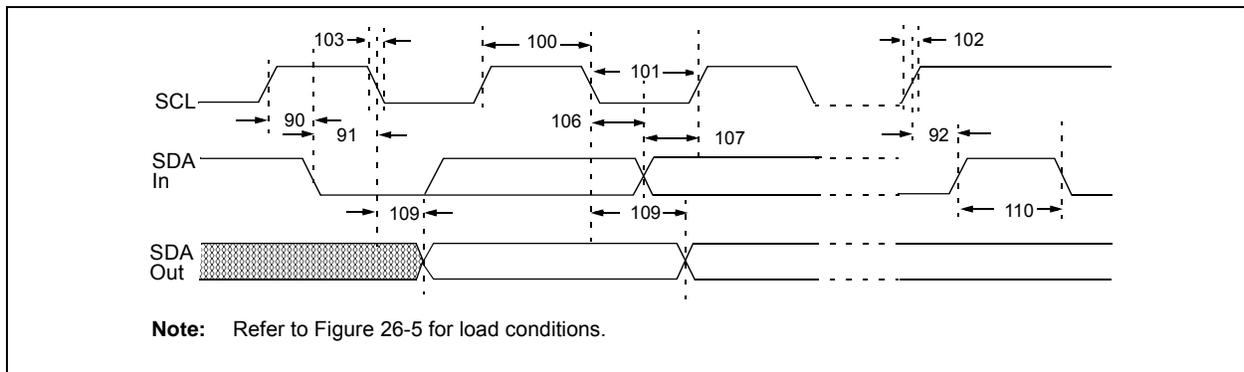 103
100
102
101
SCL
90
91
106
107
92
SDA
In
109
109
110
SDA
Out
Note: Refer to Figure 26-5 for load conditions.